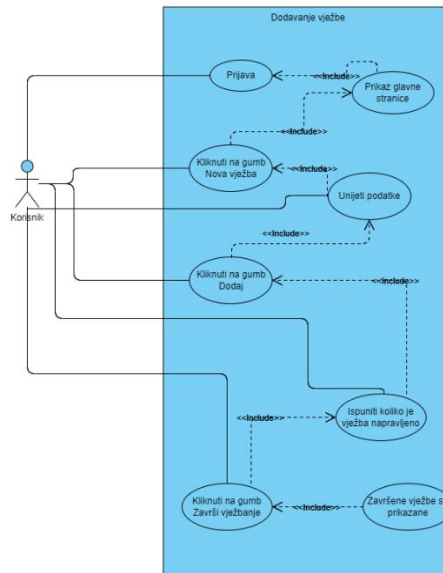 Dodavanje vježbe
Prijava
<<Include>>
Prikaz glavne
stranice
<<Include>>
Kliknuti na gumb
Nova vježba
<<Include>>
Unijeti podatke
Korisnik
<<Include>>
Kliknuti na gumb
Dodaj
<<Include>>
Ispuniti koliko je
vježba napravljeno
<<Include>>
Kliknuti na gumb
Završi vježbanje
<<Include>>
Završene vježbe s
prikazane